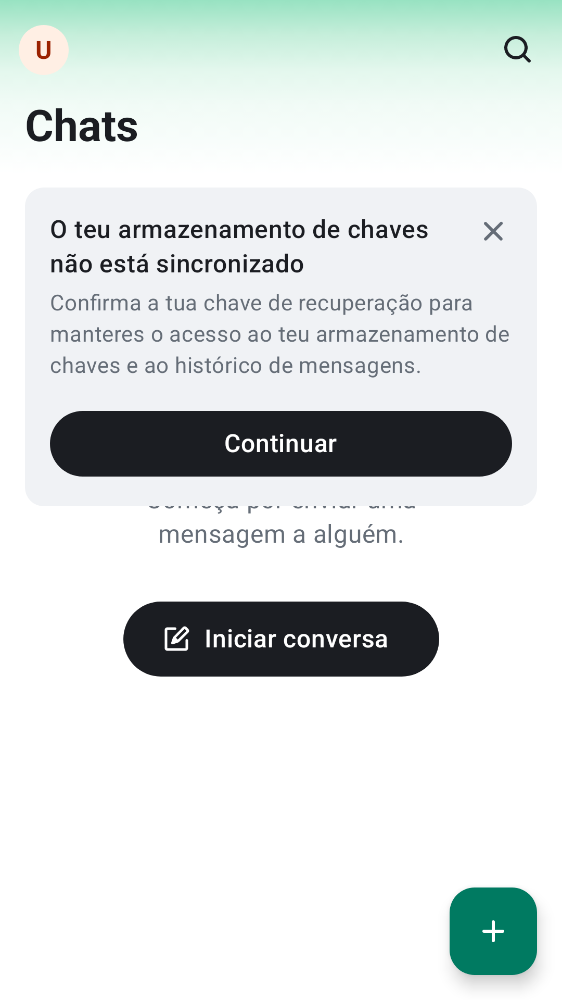 U
Chats
O teu armazenamento de chaves
não está sincronizado
Confirma a tua chave de recuperação para
manteres o acesso ao teu armazenamento de
chaves e ao histórico de mensagens.
Continuar
mensagem a alguém.
Iniciar conversa